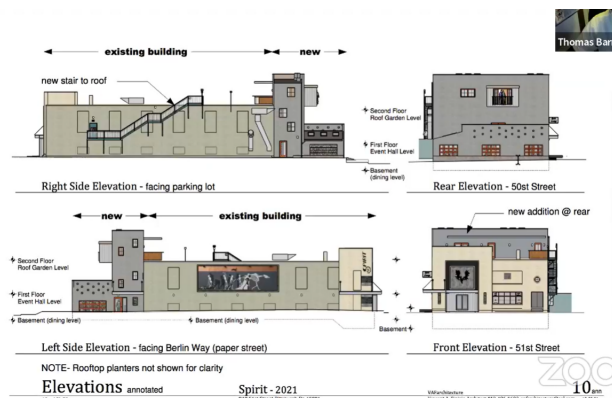 Thomas Bar
existing building
new
new stair to roof
Second Floor
Roof Garden Level
First Floor
Event Hall Level
Basement
(dining level)
Right Side Elevation - facing parking lot
Rear Elevation - 50st Street
new
existing building
new addition @ rear
Second Floor
Roof Garden Level
First Floor
Event Hall Level
Basement (dining level)
Basement (dining level)
Basement
Left Side Elevation - facing Berlin Way (paper street)
Front Elevation - 51st Street
NOTE- Rooftop planters not shown for clarity
Elevations annotated
Spirit - 2021
VAIarchitecture
10 ann
ZOO